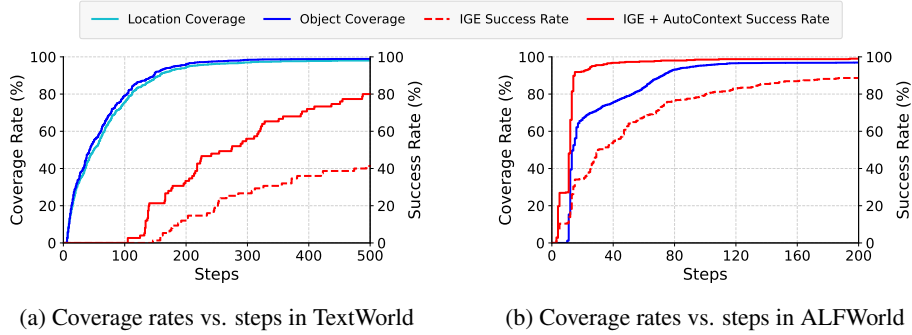 Location Coverage Object Coverage IGE Success Rate IGE + AutoContext Success Rate
Coverage Rate (%)
100
80
60
40
20
0
0 100 200 300 400 500
Steps
100
80
60
40
20
0
Success Rate (%)
(a) Coverage rates vs. steps in TextWorld
Coverage Rate (%)
100
80
60
40
20
0
0 40 80 120 160 200
Steps
100
80
60
40
20
0
Success Rate (%)
(b) Coverage rates vs. steps in ALFWorld